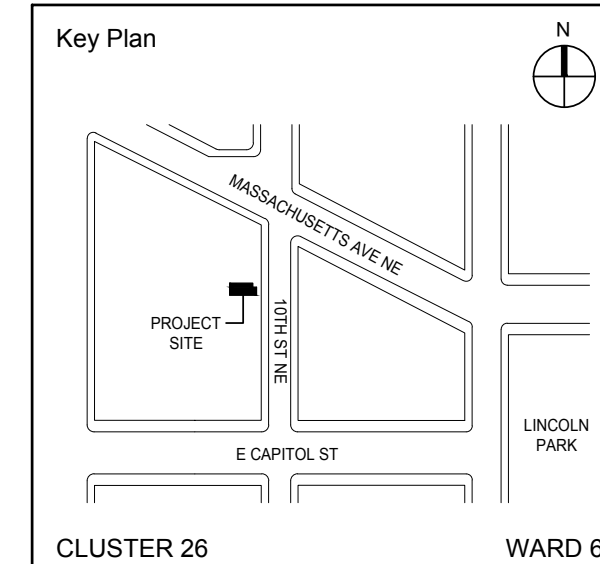 Key Plan
N
MASSACHUSETTS AVE NE
PROJECT
SITE
10TH ST NE
LINCOLN
PARK
E CAPITOL ST
CLUSTER 26
WARD 6